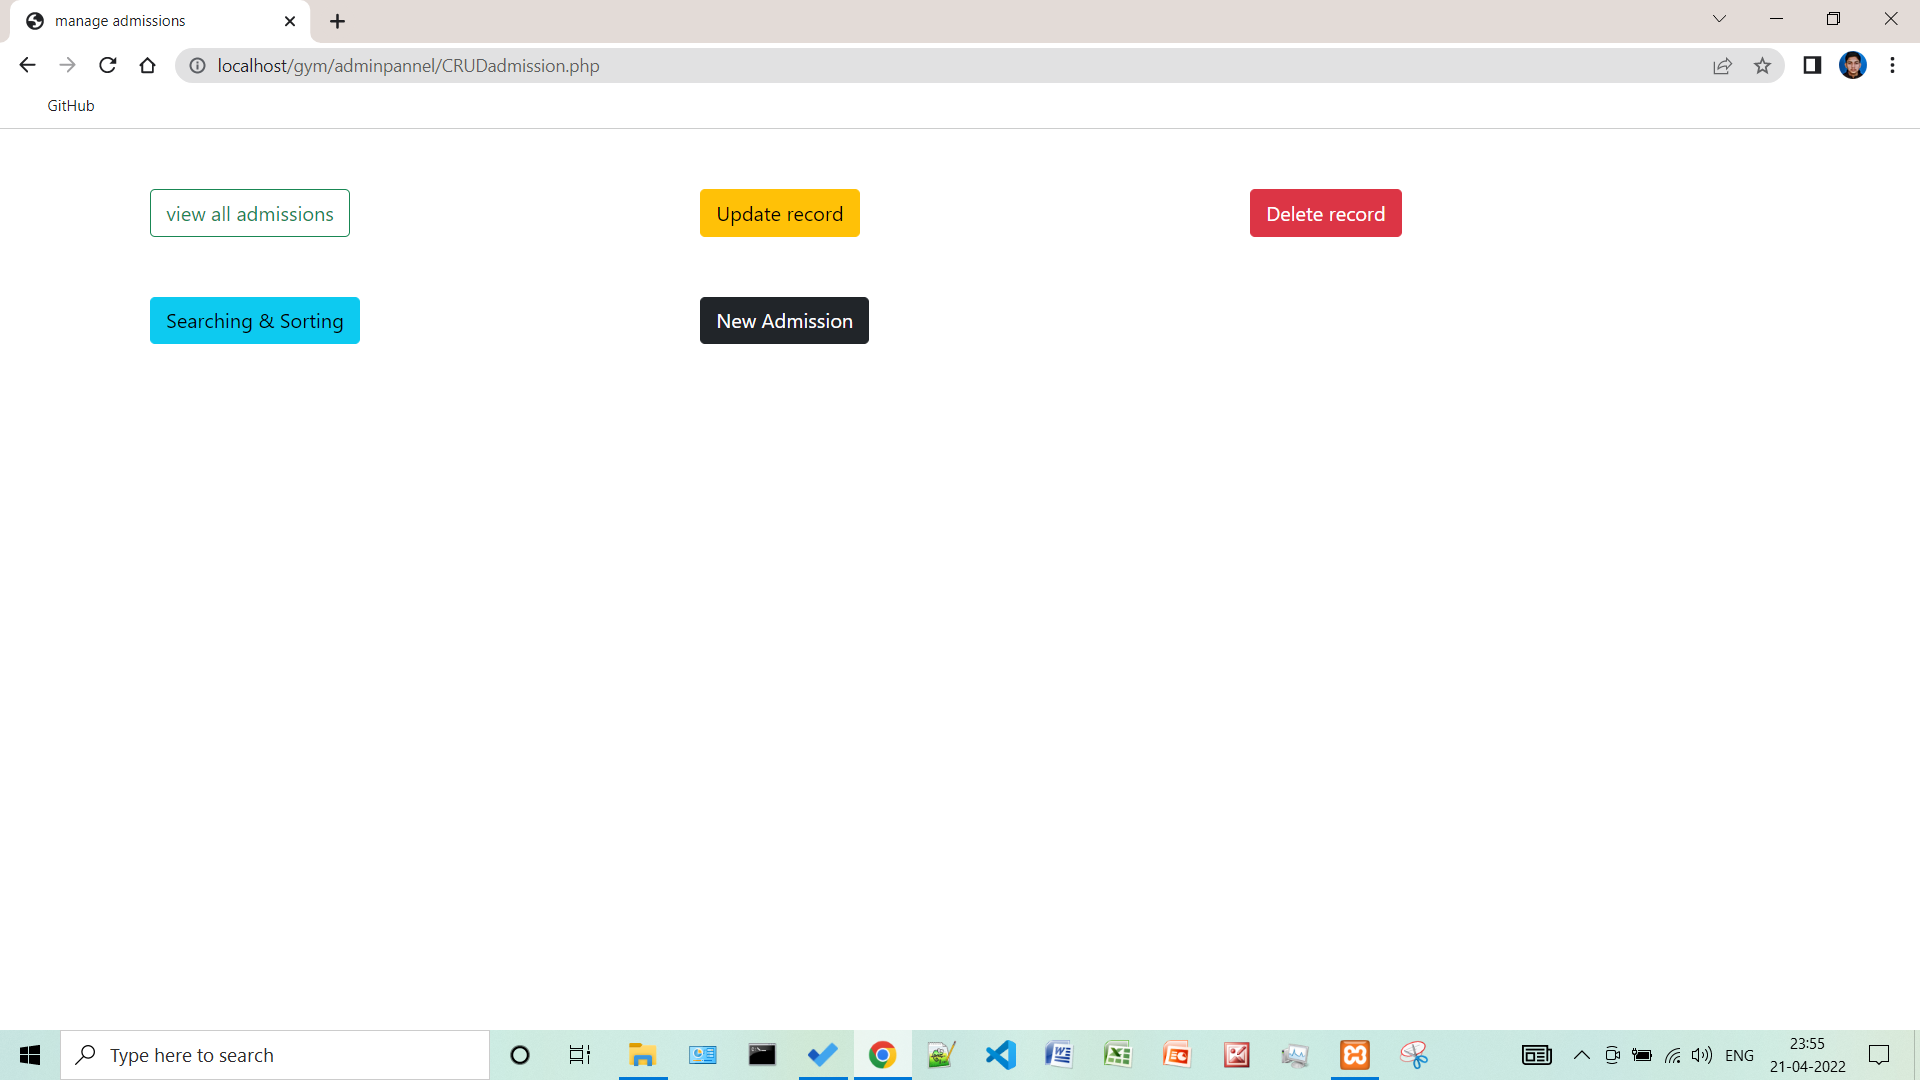 manage admissions
localhost/gym/adminpannel/CRUDadmission.php
GitHub
view all admissions
Update record
Delete record
Searching & Sorting
New Admission
Type here to search
ENG
23:55
21-04-2022